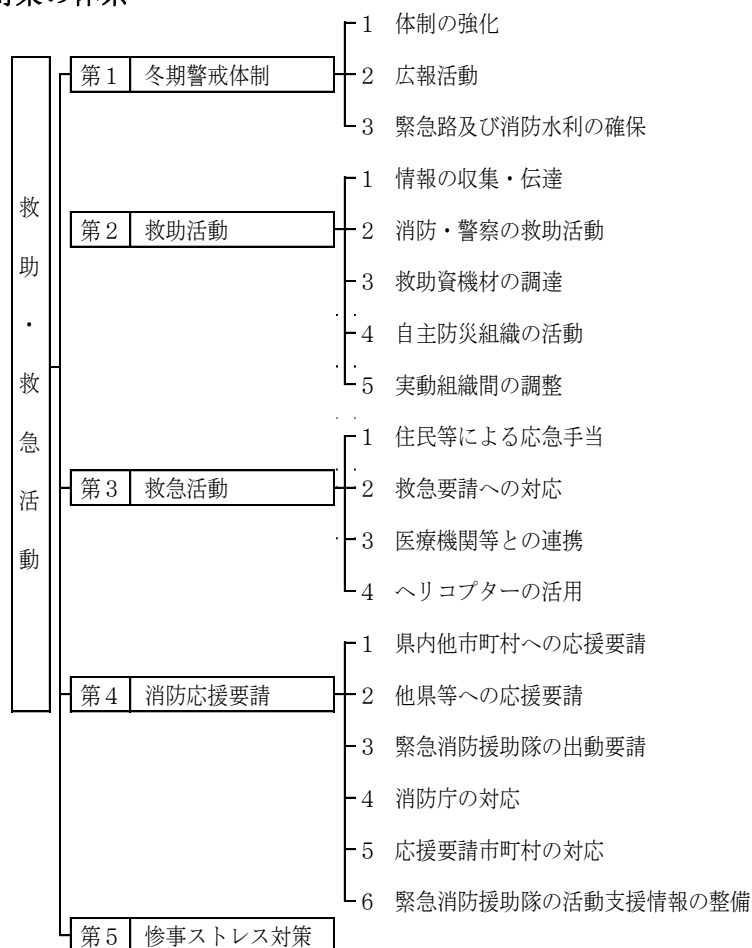 救助・救急活動
第1 冬期警戒体制
1 体制の強化
2 広報活動
3 緊急路及び消防水利の確保
第2 救助活動
1 情報の収集・伝達
2 消防・警察の救助活動
3 救助資機材の調達
4 自主防災組織の活動
5 実動組織間の調整
第3 救急活動
1 住民等による応急手当
2 救急要請への対応
3 医療機関等との連携
4 ヘリコプターの活用
第4 消防応援要請
1 県内他市町村への応援要請
2 他県等への応援要請
3 緊急消防援助隊の出動要請
4 消防庁の対応
5 応援要請市町村の対応
6 緊急消防援助隊の活動支援情報の整備
第5 惨事ストレス対策